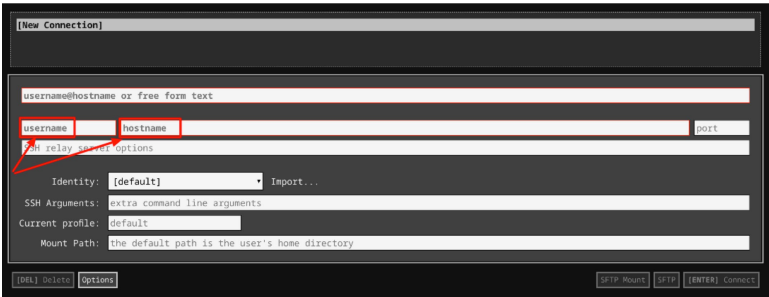 [New Connection]
username@hostname or free form text
username hostname port
SSH relay server options
Identity: [default] Import...
SSH Arguments: extra command line arguments
Current profile: default
Mount Path: the default path is the user's home directory
[DEL] Delete Options SFTP Mount SFTP [ENTER] Connect